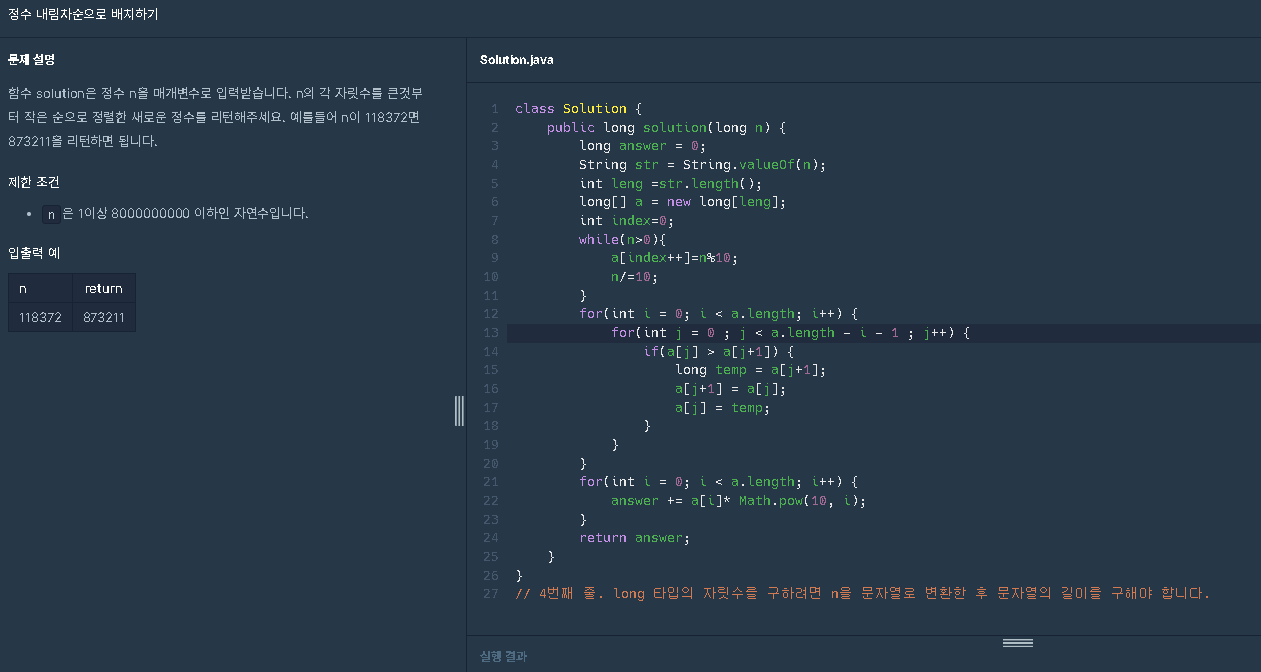 정수 내림차순으로 배치하기
문제 설명
함수 solution은 정수 n을 매개변수로 입력받습니다. n의 각 자릿수를 큰것부
터 작은 순으로 정렬한 새로운 정수를 리턴해주세요. 예를들어 n이 118372면
873211을 리턴하면 됩니다.
제한 조건
n은 1이상 8000000000 이하인 자연수입니다.
입출력 예
n return
118372 873211
Solution.java
1 class Solution {
2     public long solution(long n) {
3         long answer = 0;
4         String str = String.valueOf(n);
5         int leng =str.length();
6         long[] a = new long[leng];
7         int index=0;
8         while(n>0){
9             a[index++]=n%10;
10             n/=10;
11         }
12         for(int i = 0; i < a.length; i++) {
13             for(int j = 0 ; j < a.length - i - 1 ; j++) {
14                 if(a[j] > a[j+1]) {
15                     long temp = a[j+1];
16                     a[j+1] = a[j];
17                     a[j] = temp;
18                 }
19             }
20         }
21         for(int i = 0; i < a.length; i++) {
22             answer += a[i]* Math.pow(10, i);
23         }
24         return answer;
25     }
26 }
27 // 4번째 줄. long 타입의 자릿수를 구하려면 n을 문자열로 변환한 후 문자열의 길이를 구해야 합니다.
실행 결과